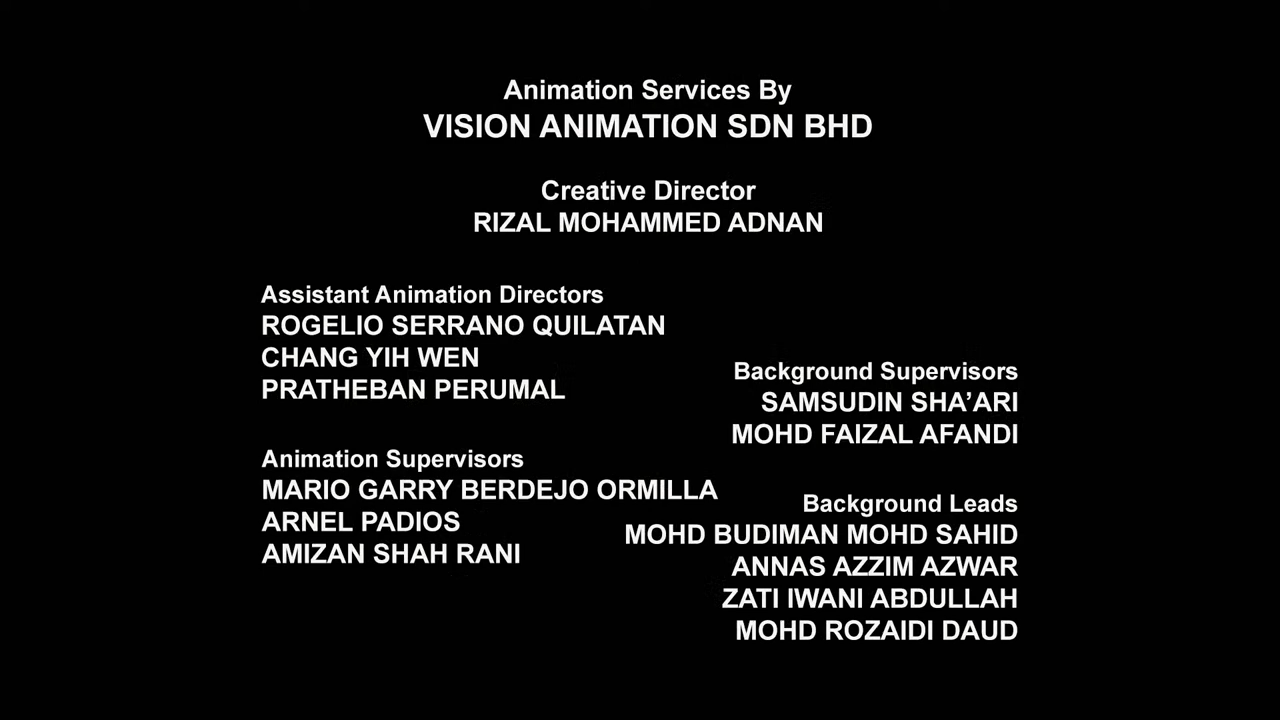 Animation Services By
VISION ANIMATION SDN BHD
Creative Director
RIZAL MOHAMMED ADNAN
Assistant Animation Directors
ROGELIO SERRANO QUILATAN
CHANG YIH WEN
PRATHEBAN PERUMAL
Animation Supervisors
MARIO GARRY BERDEJO ORMILLA
ARNEL PADIOS
AMIZAN SHAH RANI
Background Supervisors
SAMSUDIN SHA’ARI
MOHD FAIZAL AFANDI
Background Leads
MOHD BUDIMAN MOHD SAHID
ANNAS AZZIM AZWAR
ZATI IWANI ABDULLAH
MOHD ROZAIDI DAUD